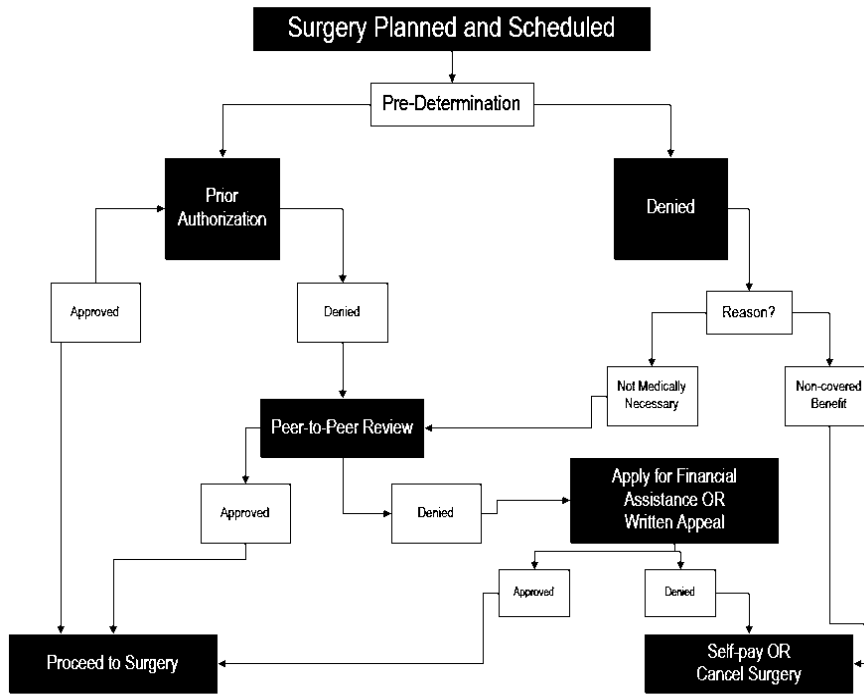 Surgery Planned and Scheduled
Pre-Determination
Prior
Authorization
Denied
Approved
Denied
Reason?
Not Medically
Necessary
Non-covered
Benefit
Peer-to-Peer Review
Approved
Denied
Apply for Financial
Assistance OR
Written Appeal
Approved
Denied
Proceed to Surgery
Self-pay OR
Cancel Surgery